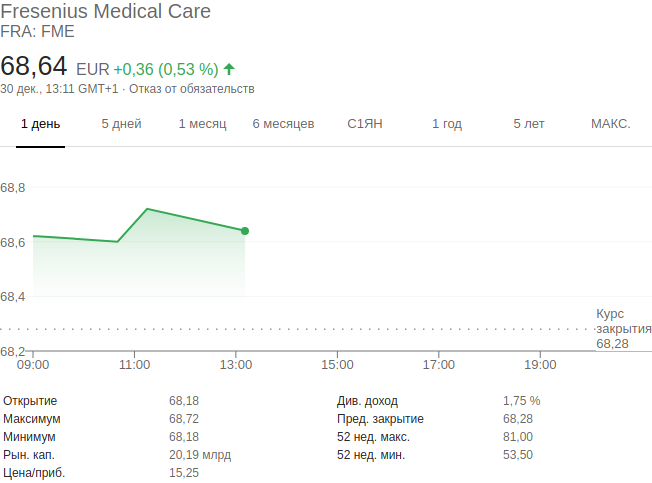 Fresenius Medical Care
FRA: FME
68,64 EUR +0,36 (0,53 %)
30 дек., 13:11 GMT+1 · Отказ от обязательств
1 день 5 дней 1 месяц 6 месяцев С1ЯН 1 год 5 лет МАКС.
68,8
68,6
68,4
Курс
закрытия
68,28
68,2
09:00 11:00 13:00 15:00 17:00 19:00
Открытие 68,18 Див. доход 1,75 %
Максимум 68,72 Пред. закрытие 68,28
Минимум 68,18 52 нед. макс. 81,00
Рын. кап. 20,19 млрд 52 нед. мин. 53,50
Цена/приб. 15,25